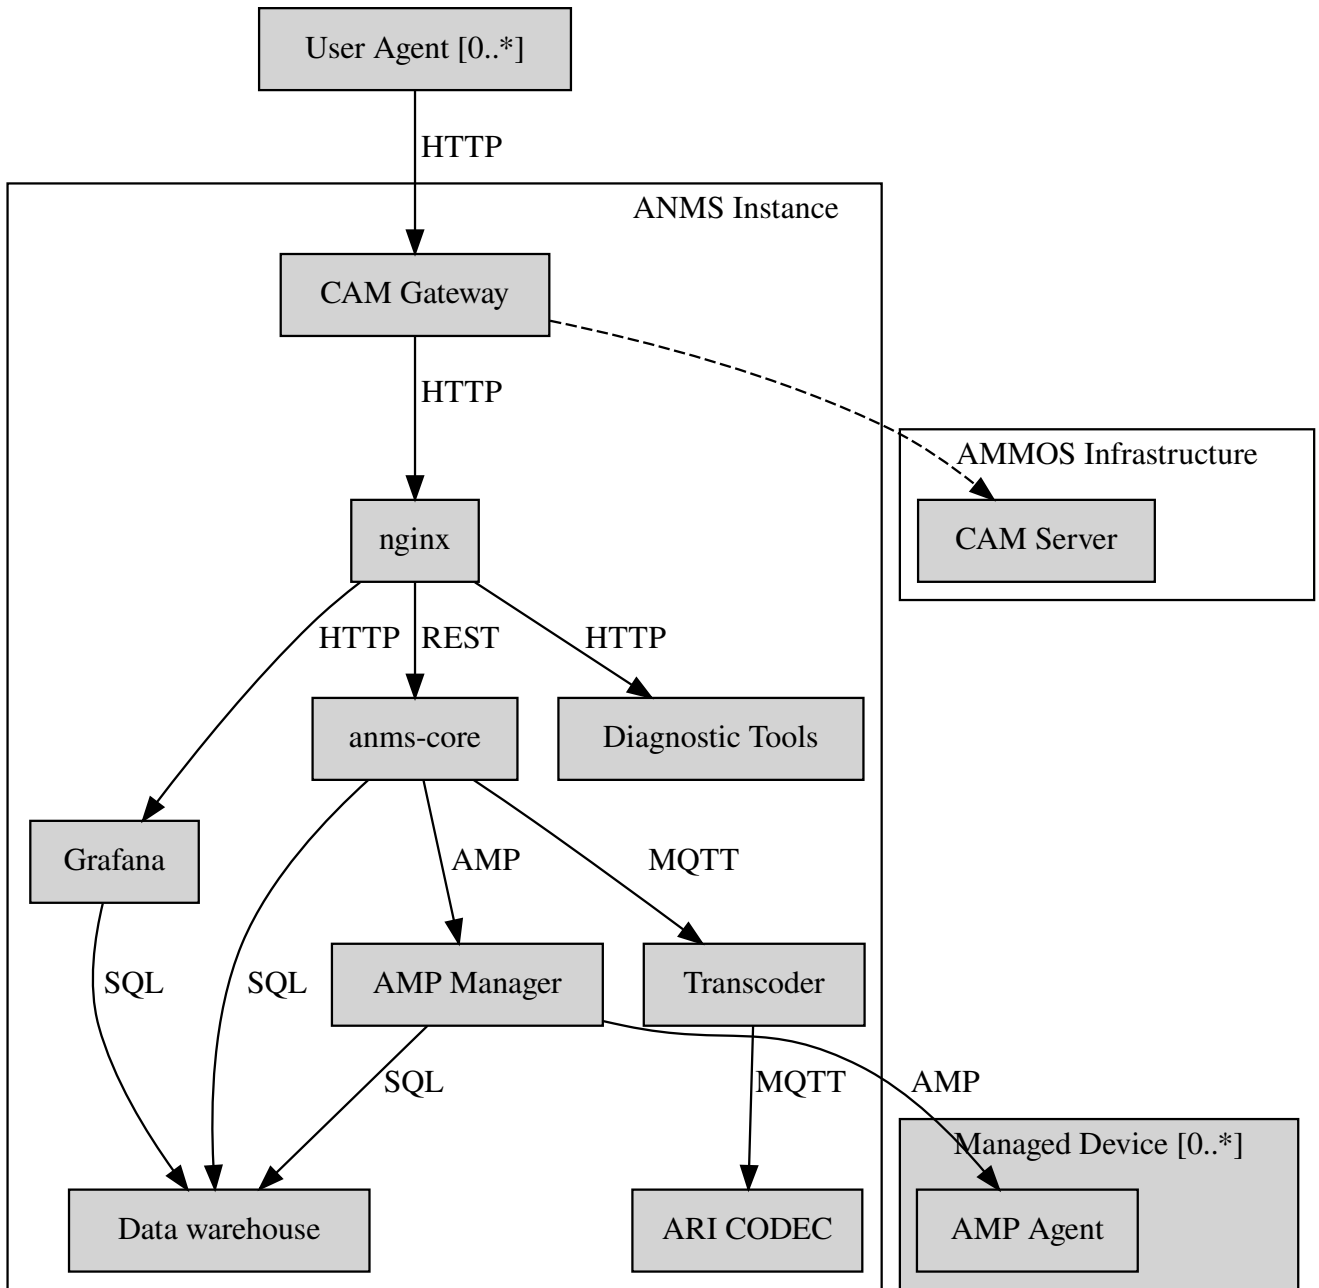 User Agent [0..*]
HTTP
ANMS Instance
CAM Gateway
HTTP
AMMOS Infrastructure
nginx
CAM Server
HTTP
REST
HTTP
anms-core
Diagnostic Tools
Grafana
AMP
MQTT
SQL
SQL
AMP Manager
Transcoder
SQL
MQTT
AMP
Managed Device [0..*]
Data warehouse
ARI CODEC
AMP Agent